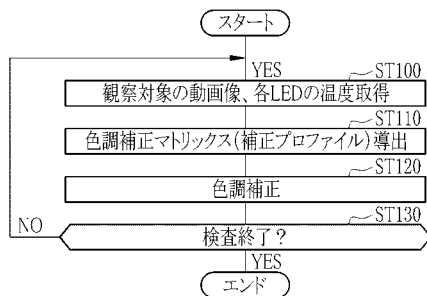 スタート
YES
ST100
観察対象の動画像、各LEDの温度取得
ST110
色調補正マトリックス(補正プロファイル)導出
ST120
色調補正
ST130
NO
検査終了?
YES
エンド